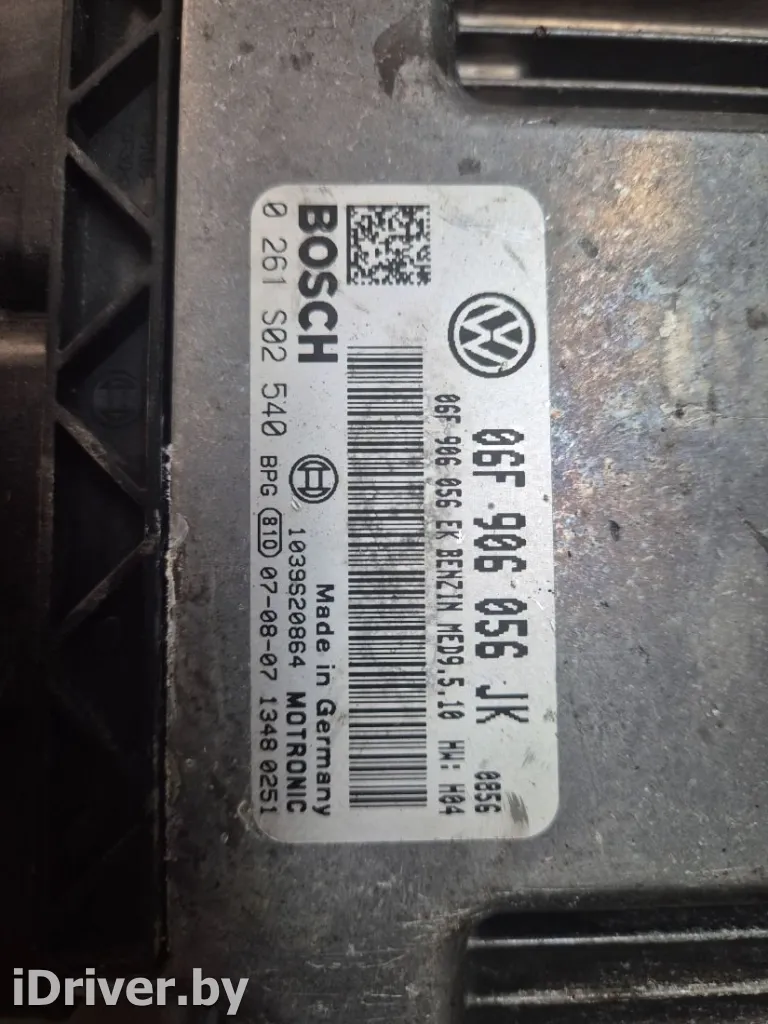 06F 906 056 JK 0856
06F 906 056 EK BENZIN MED9.5.10 HW: H04
BOSCH Made in Germany
1039S20864 MOTRONIC
0 261 S02 540 BPG 810 07-08-07 1348 0251
iDriver.by